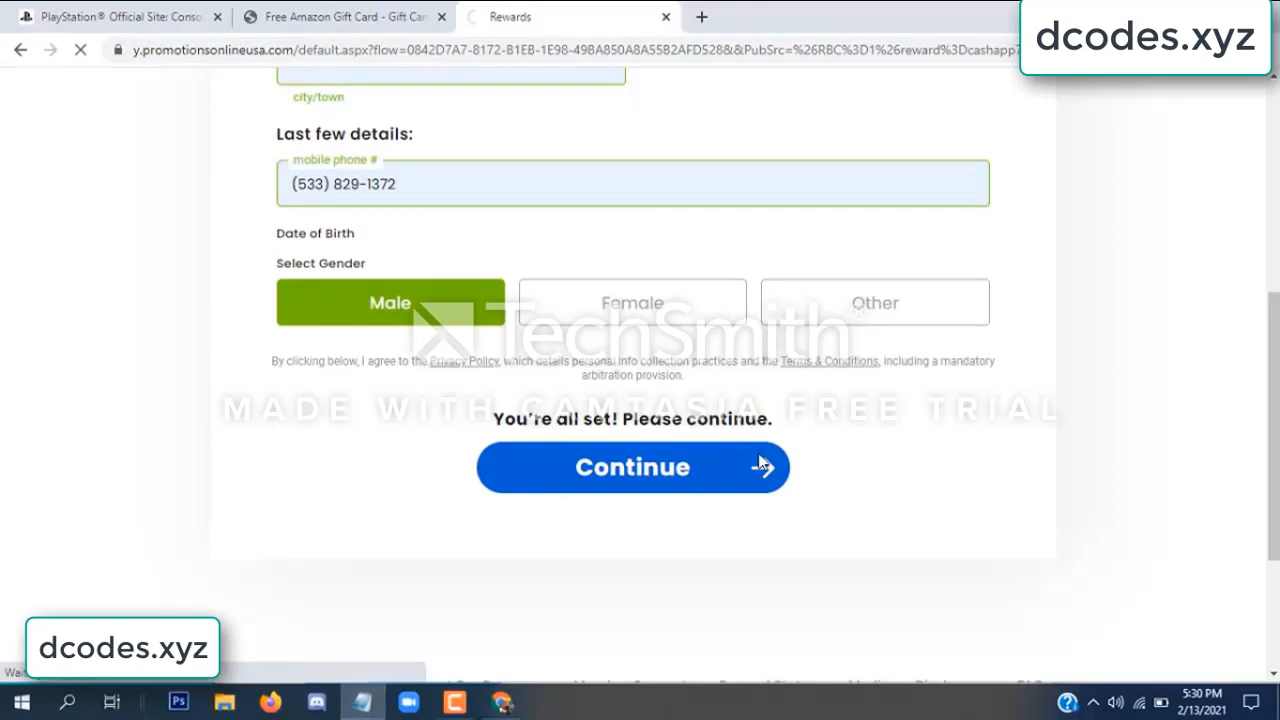 PlayStation® Official Site: Conso
Free Amazon Gift Card - Gift Car
Rewards
y.promotionsonlineusa.com/default.aspx?flow=0842D7A7-8172-B1EB-1E98-49BA850A8A55B2AFD528&&PubSrc=%26RBC%3D1%26reward%3Dcashapp7
dcodes.xyz
city/town
Last few details:
mobile phone #
(533) 829-1372
Date of Birth
Select Gender
Male Female Other
TechSmith
By clicking below, I agree to the Privacy Policy, which details personal info collection practices and the Terms & Conditions, including a mandatory
arbitration provision.
MADE WITH CAMTASIA FREE TRIAL
You're all set! Please continue.
Continue
dcodes.xyz
Wai
Ps
5:30 PM
2/13/2021